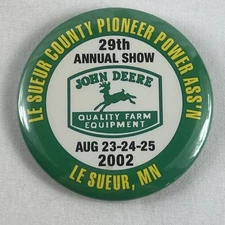 LE SUEUR COUNTY PIONEER POWER ASS'N
29th
ANNUAL SHOW
JOHN DEERE
QUALITY FARM
EQUIPMENT
AUG 23-24-25
2002
LE SUEUR, MN